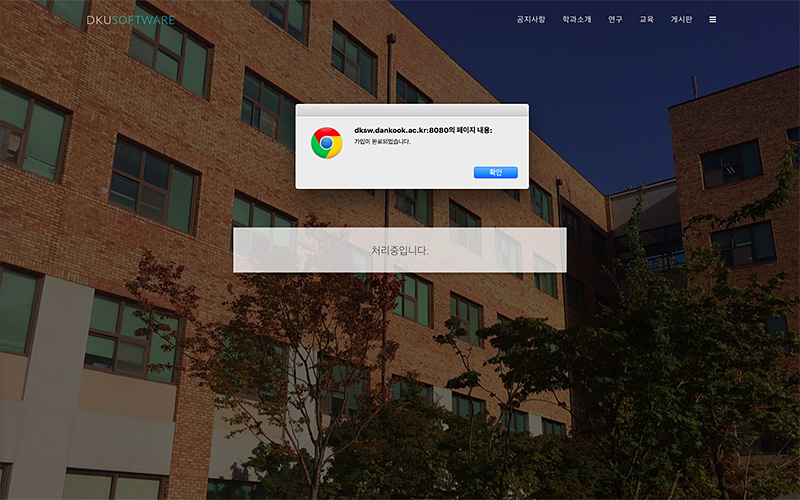 DKUSOFTWARE
공지사항 학과소개 연구 교육 게시판
dksw.dankook.ac.kr:8080의 페이지 내용:
가입이 완료되었습니다.
확인
처리중입니다.